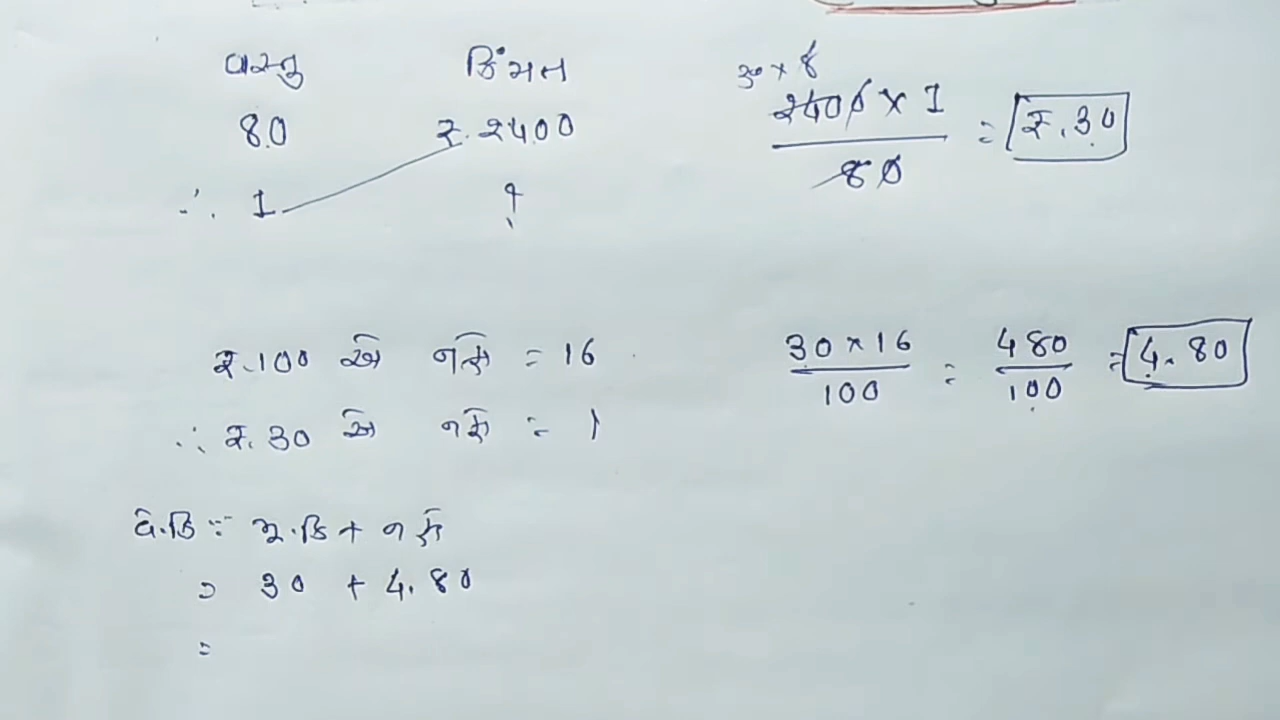 વસ્તુ કિંમત
80 રૂ. 2400
∴ 1 ?
30 × 8
2400 × 1 / 80 = રૂ. 30
રૂ. 100 એ નફો = 16
30 × 16 / 100 = 480 / 100 = 4.80
∴ રૂ. 30 એ નફો =
વે.કિ = મૂ.કિ + નફો
= 30 + 4.80
=